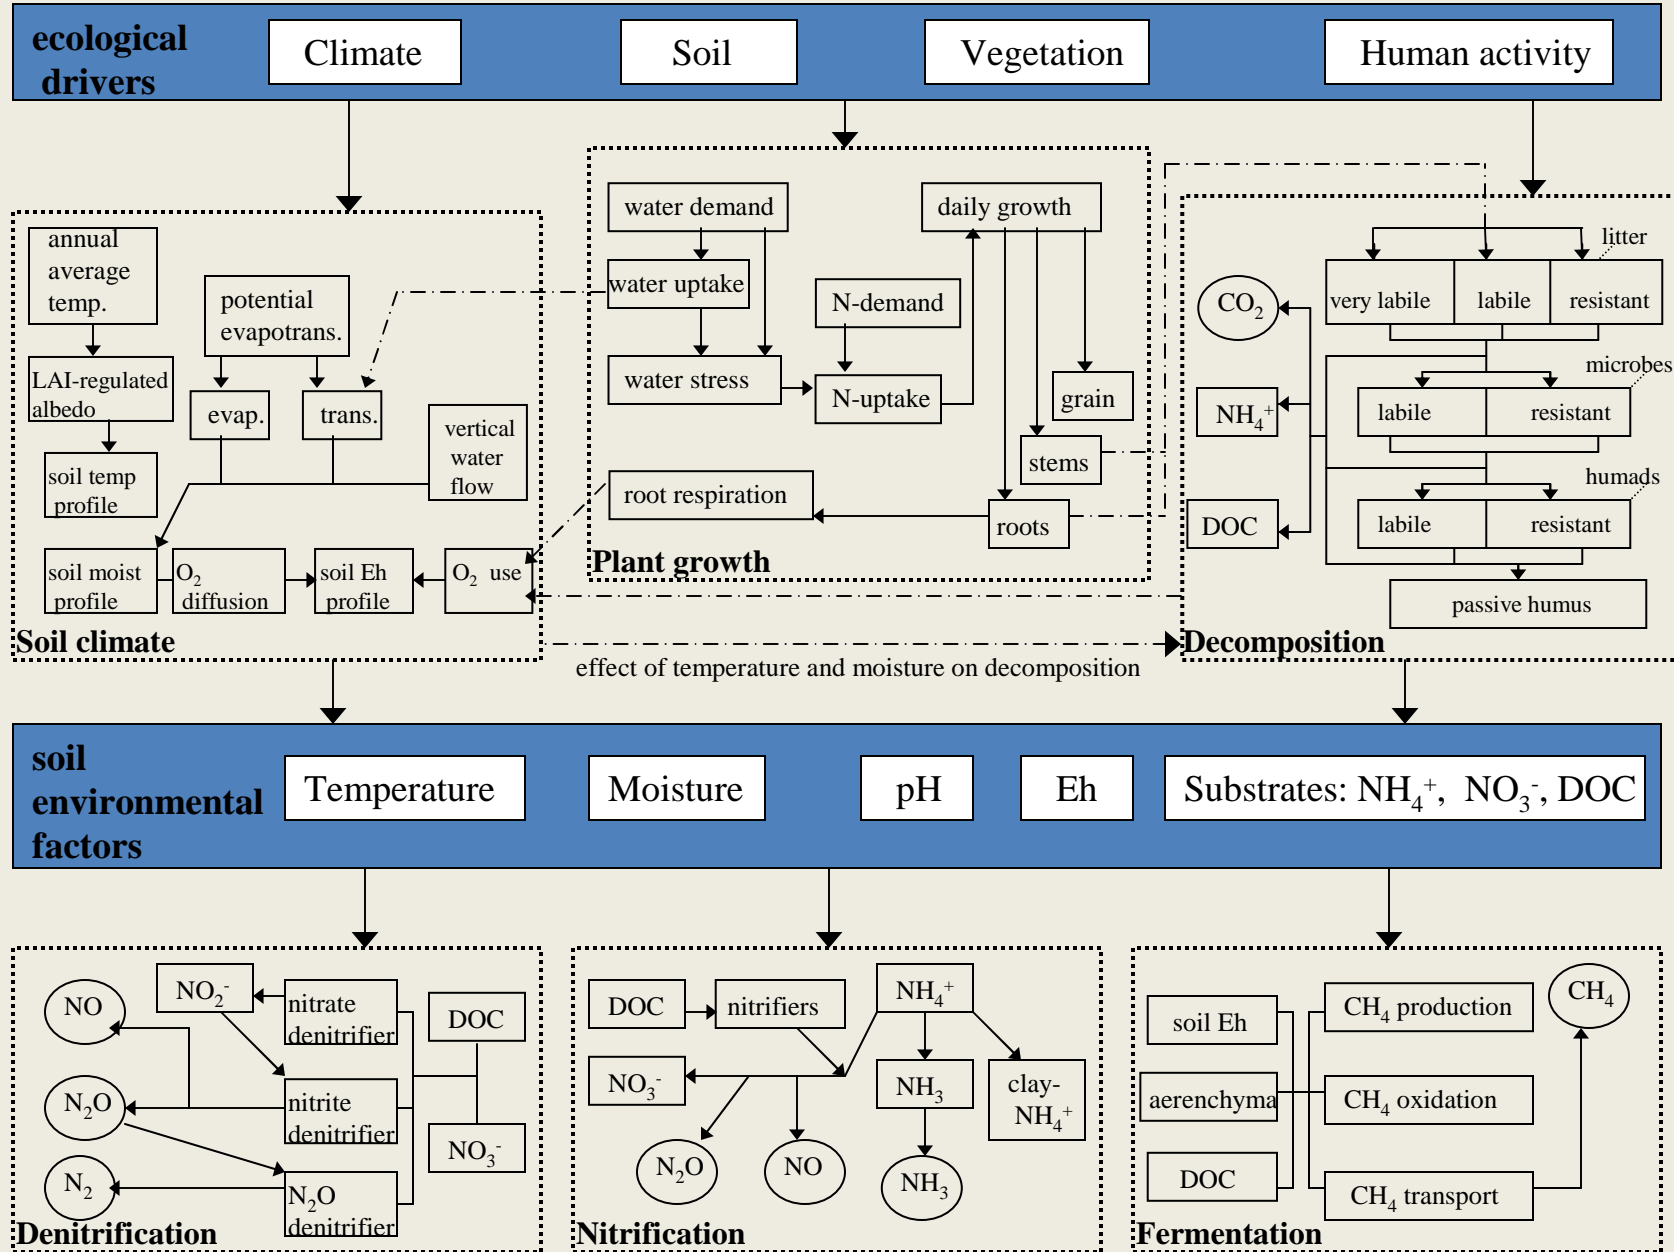 ecological
drivers
Climate
Soil
Vegetation
Human activity
annual
average
temp.
potential
evapotrans.
LAI-regulated
albedo
evap.
trans.
vertical
water
flow
soil temp
profile
soil moist
profile
O₂
diffusion
soil Eh
profile
O₂ use
Soil climate
water demand
daily growth
water uptake
N-demand
water stress
N-uptake
grain
stems
root respiration
roots
Plant growth
litter
CO₂
very labile
labile
resistant
microbes
NH₄⁺
labile
resistant
humads
DOC
labile
resistant
passive humus
Decomposition
effect of temperature and moisture on decomposition
soil
environmental
factors
Temperature
Moisture
pH
Eh
Substrates: NH₄⁺, NO₃⁻, DOC
NO
NO₂⁻
nitrate
denitrifier
DOC
N₂O
nitrite
denitrifier
NO₃⁻
N₂
N₂O
denitrifier
Denitrification
DOC
nitrifiers
NH₄⁺
NO₃⁻
NH₃
clay-
NH₄⁺
N₂O
NO
NH₃
Nitrification
soil Eh
CH₄ production
CH₄
aerenchyma
CH₄ oxidation
DOC
CH₄ transport
Fermentation